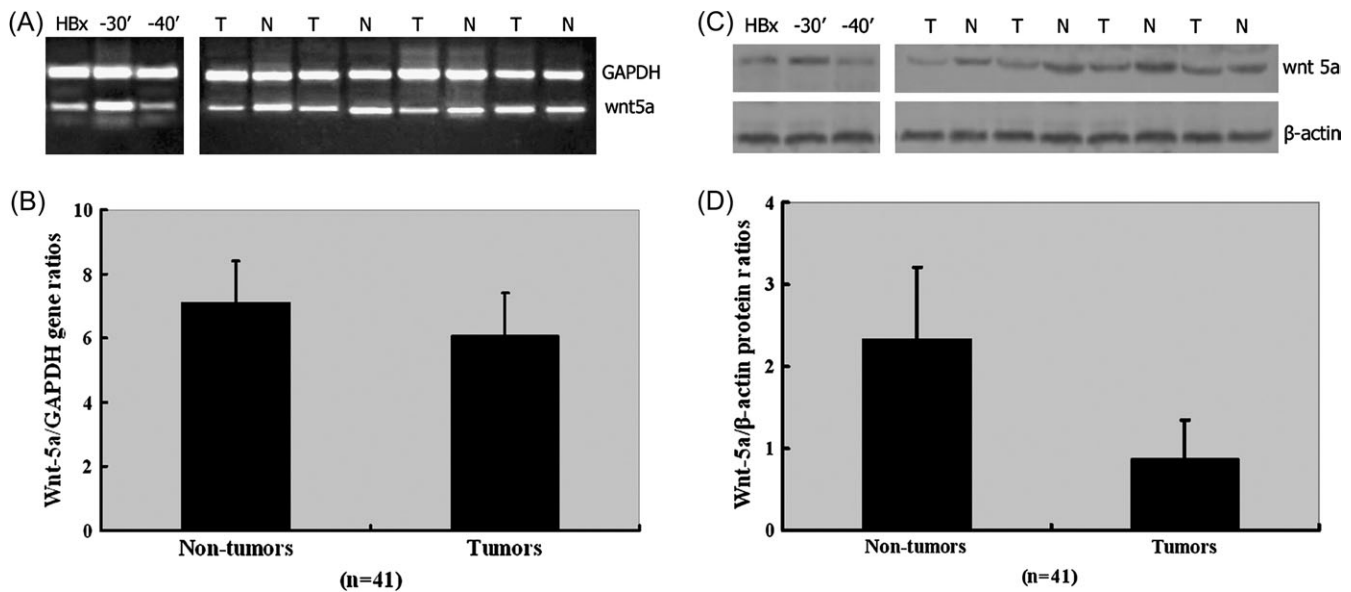 (A)
HBx -30' -40' T N T N T N T N
GAPDH
wnt5a
(B)
Wnt-5a/GAPDH gene ratios
10
8
6
4
2
0
Non-tumors Tumors
(n=41)
(C)
HBx -30' -40' T N T N T N T N
wnt 5a
β-actin
(D)
Wnt-5a/β-actin protein ratios
4
3
2
1
0
Non-tumors Tumors
(n=41)